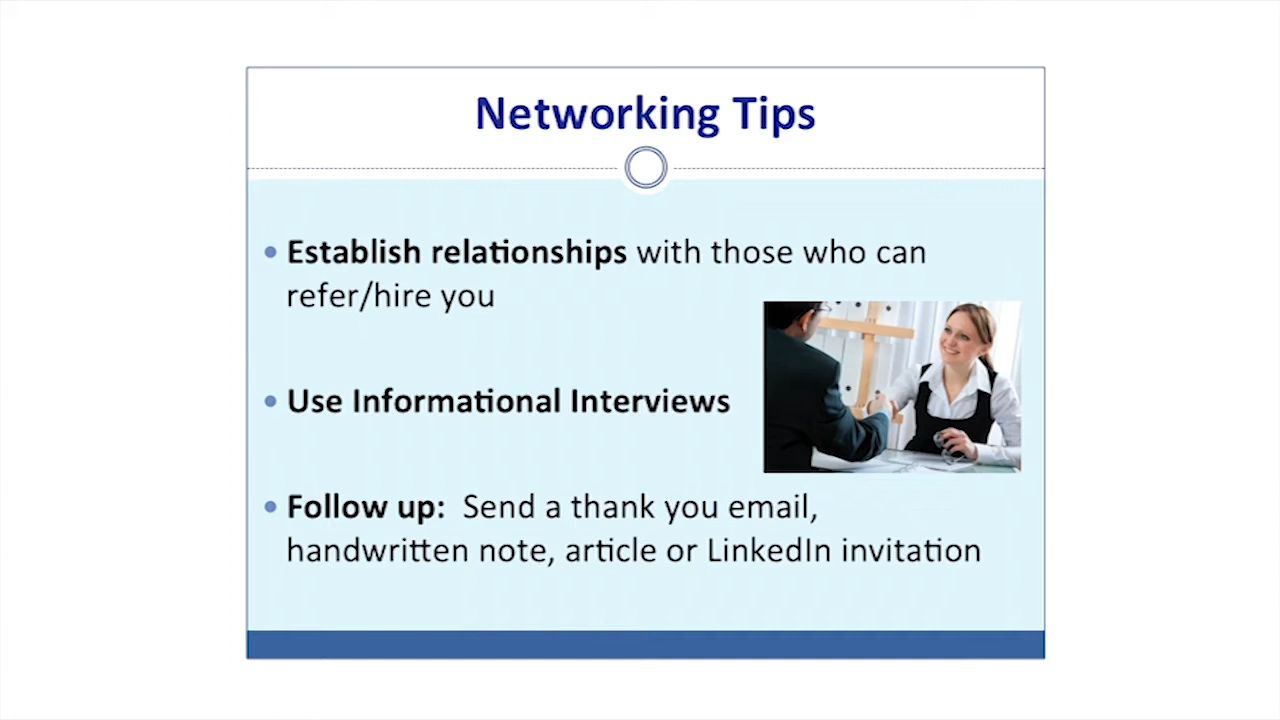 Networking Tips
• Establish relationships with those who can
refer/hire you
• Use Informational Interviews
• Follow up: Send a thank you email,
handwritten note, article or LinkedIn invitation